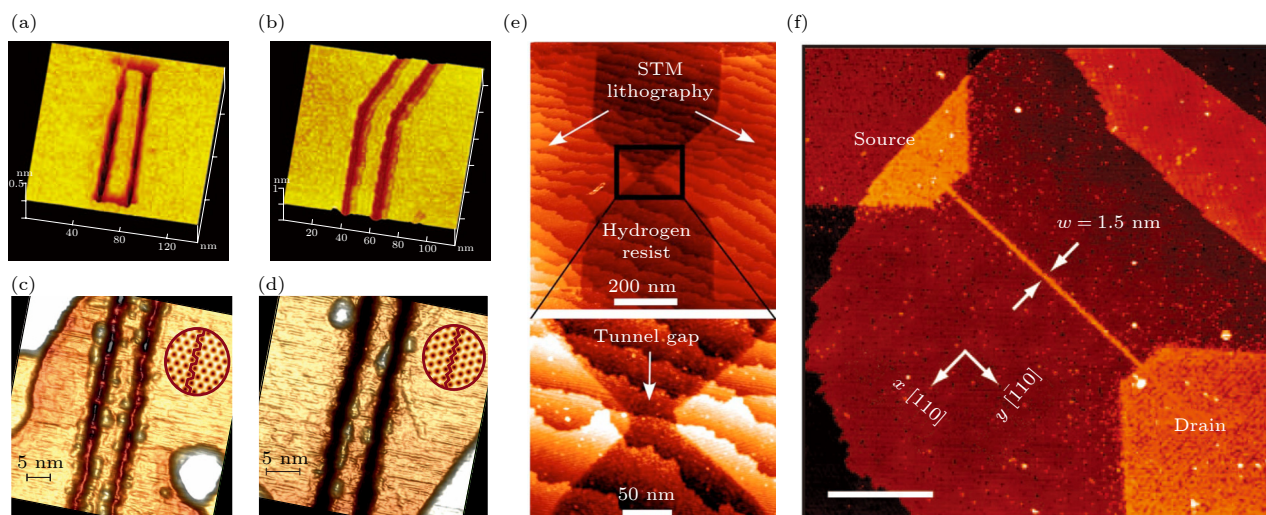 (a)
(b)
(e)
(f)
nm
0.5
40
80
120
nm
nm
1
20
40
60
80
100
nm
STM
lithography
Hydrogen
resist
200 nm
Tunnel gap
50 nm
Source
w = 1.5 nm
x [110]
y [1̄10]
Drain
(c)
(d)
5 nm
5 nm